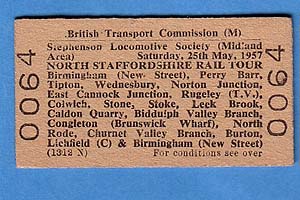 British Transport Commission (M)
Stephenson Locomotive Society (Midland
Area) Saturday, 25th May, 1957
NORTH STAFFORDSHIRE RAIL TOUR
Birmingham (New Street), Perry Barr,
Tipton, Wednesbury, Norton Junction,
East Cannock Junction, Rugeley (T.V.),
Colwich, Stone, Stoke, Leek Brook,
Caldon Quarry, Biddulph Valley Branch,
Congleton (Brunswick Wharf), North
Rode, Churnet Valley Branch, Burton,
Lichfield (C) & Birmingham (New Street)
(1312 N) For conditions see over
0064
0064